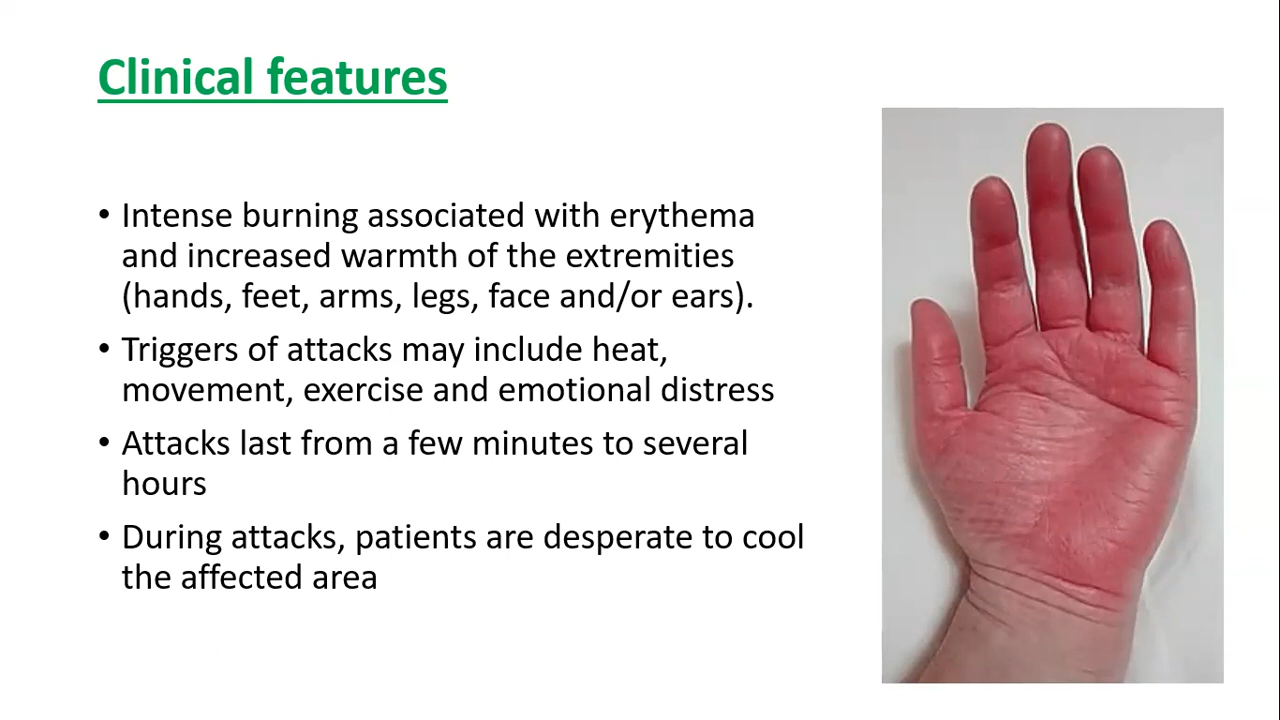 Clinical features
• Intense burning associated with erythema
and increased warmth of the extremities
(hands, feet, arms, legs, face and/or ears).
• Triggers of attacks may include heat,
movement, exercise and emotional distress
• Attacks last from a few minutes to several
hours
• During attacks, patients are desperate to cool
the affected area